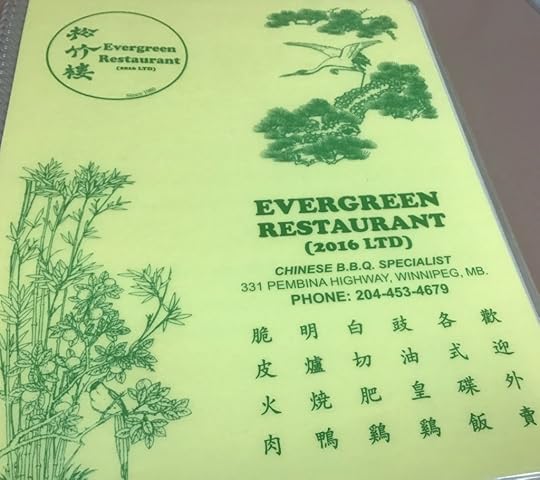 松竹樓
Evergreen
Restaurant
(2016 LTD)
Since 1980
EVERGREEN
RESTAURANT
(2016 LTD)
CHINESE B.B.Q. SPECIALIST
331 PEMBINA HIGHWAY, WINNIPEG, MB.
PHONE: 204-453-4679
歡迎外賣
各式碟飯
豉油皇鷄
白切肥鷄
明爐燒鴨
脆皮火肉